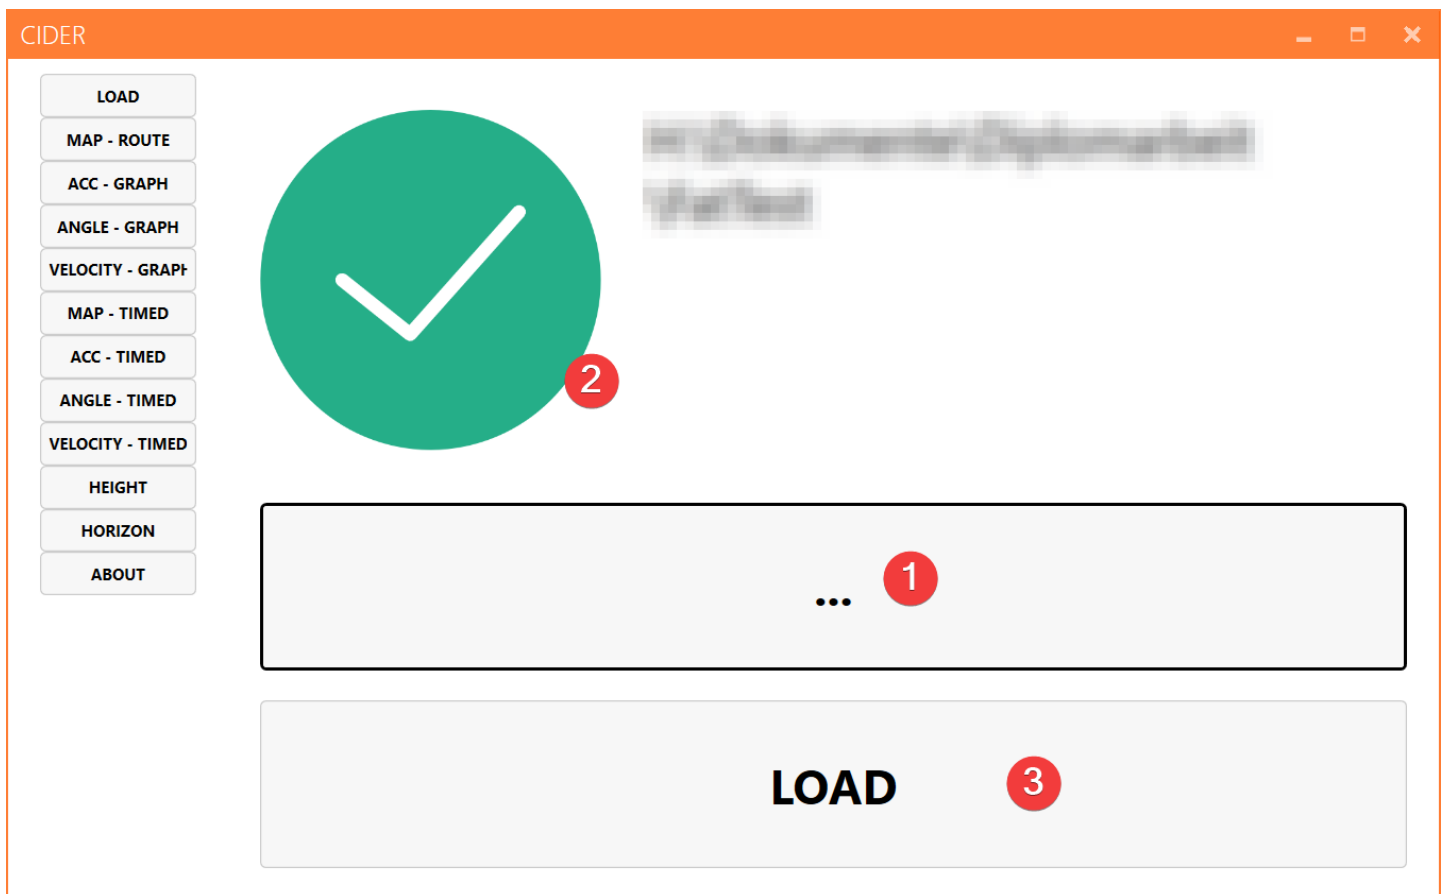 CIDER
LOAD
MAP - ROUTE
ACC - GRAPH
ANGLE - GRAPH
VELOCITY - GRAPH
MAP - TIMED
ACC - TIMED
ANGLE - TIMED
VELOCITY - TIMED
HEIGHT
HORIZON
ABOUT
2
... 1
LOAD 3